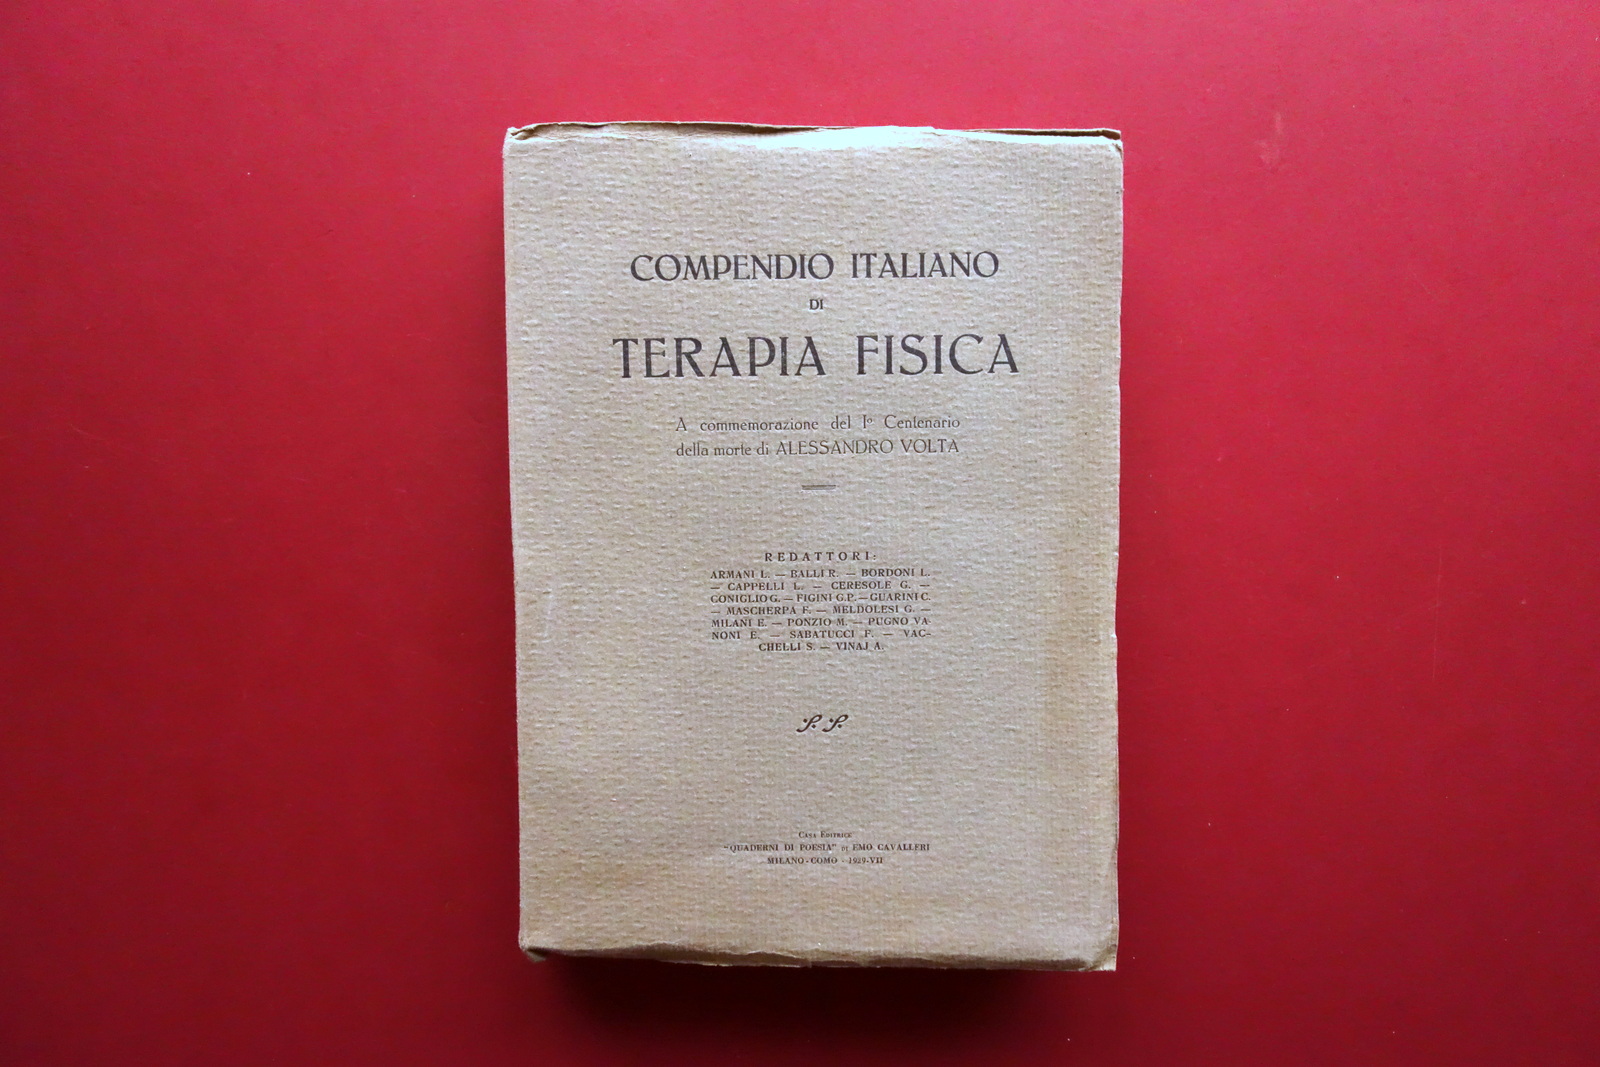 COMPENDIO ITALIANO
DI
TERAPIA FISICA
A commemorazione del Iº Centenario
della morte di ALESSANDRO VOLTA
REDATTORI:
ARMANI L. — BALLI R. — BORDONI L.
— CAPPELLI L. — CERESOLE G. —
CONIGLIO G. — FIGINI G.P. — GUARINI C.
— MASCHERPA F. — MELDOLESI G. —
MILANI E. — PONZIO M. — PUGNO VA-
NONI E. — SABATUCCI F. — VAC-
CHELLI S. — VINAJ A.
CASA EDITRICE
"QUADERNI DI POESIA" DI EMO CAVALLERI
MILANO-COMO - 1929-VII